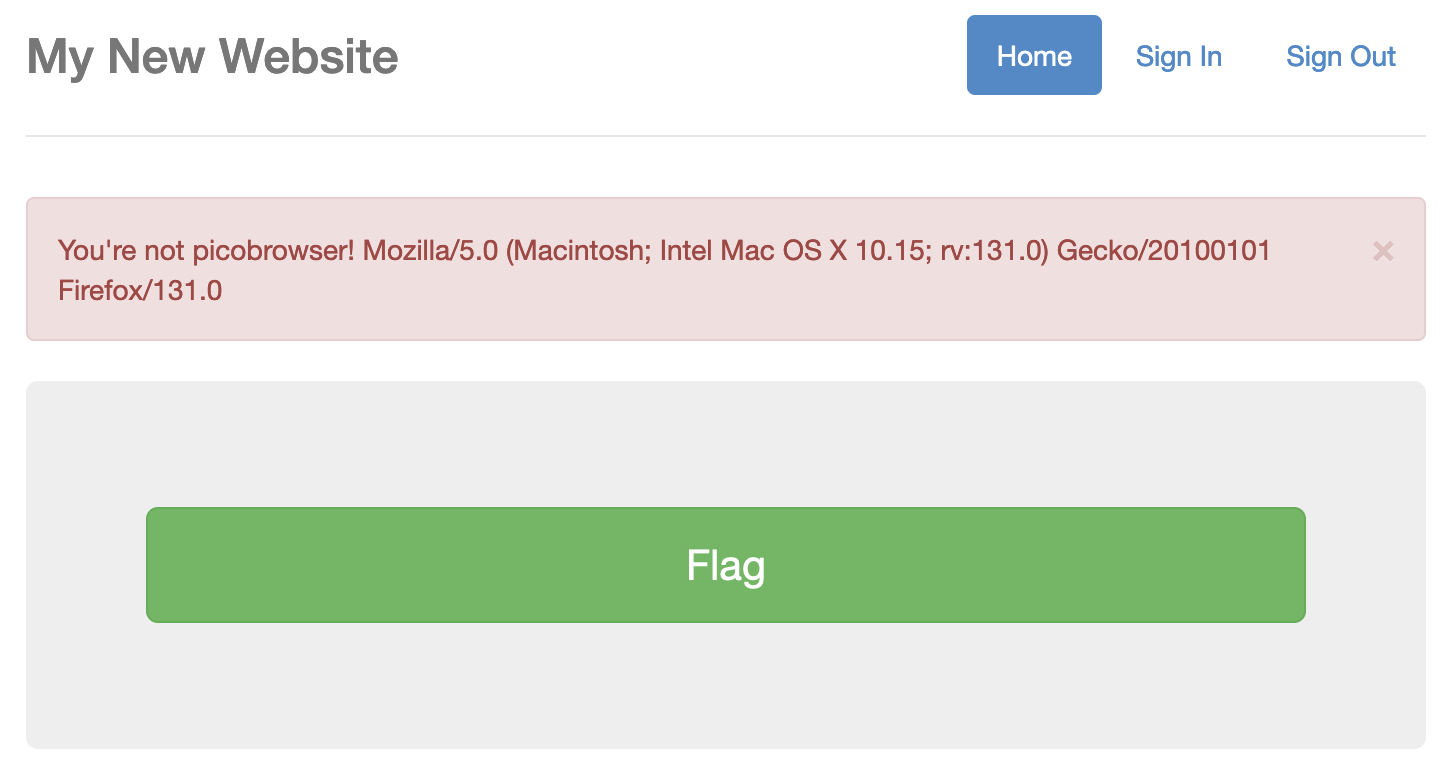 My New Website
Home
Sign In
Sign Out
You're not picobrowser! Mozilla/5.0 (Macintosh; Intel Mac OS X 10.15; rv:131.0) Gecko/20100101
Firefox/131.0
×
Flag